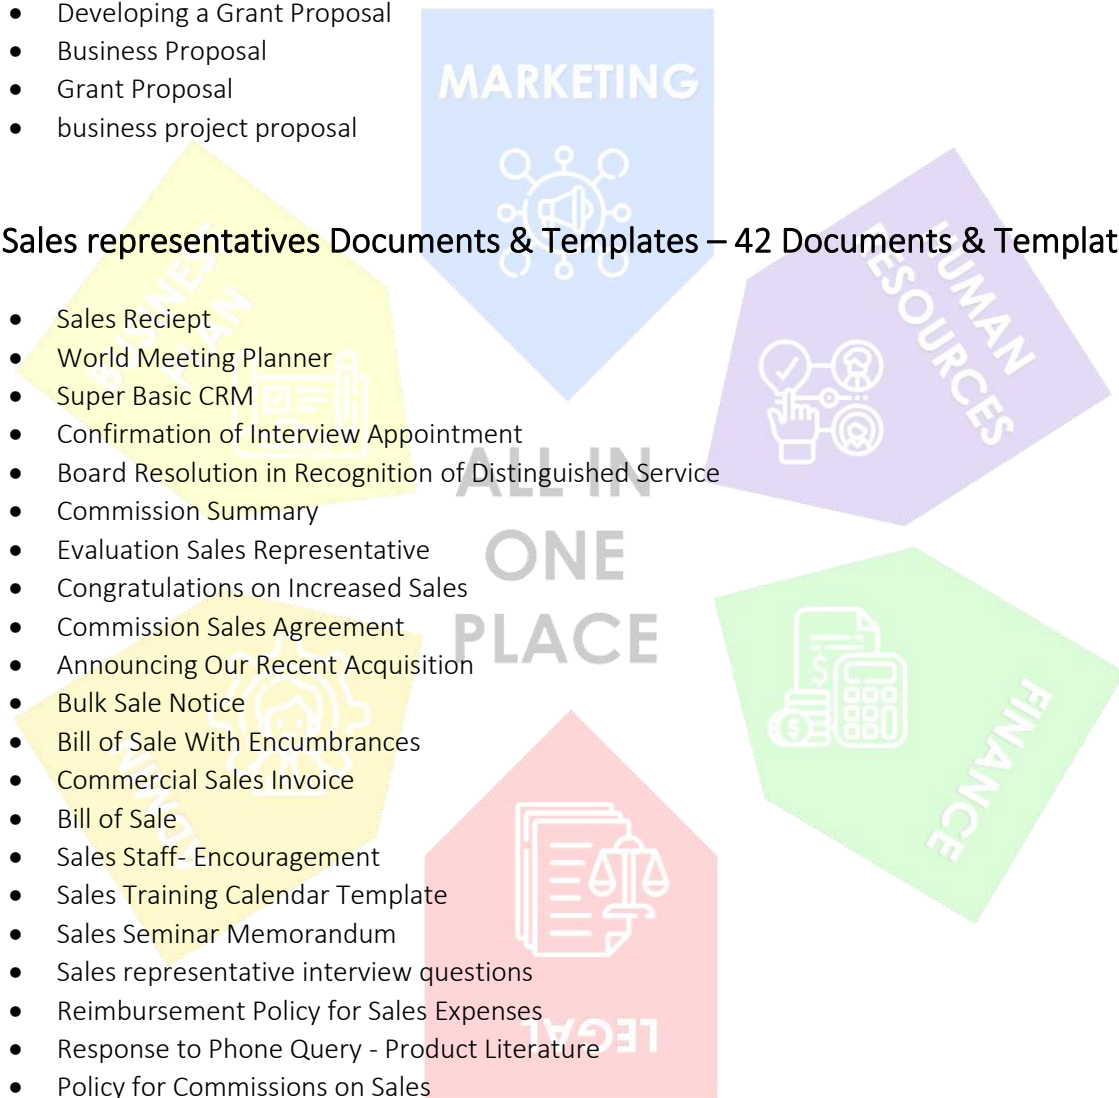 • Developing a Grant Proposal
• Business Proposal
• Grant Proposal
• business project proposal
MARKETING
Sales representatives Documents & Templates – 42 Documents & Templat
BUSINESS
PLAN
HUMAN
RESOURCES
• Sales Reciept
• World Meeting Planner
• Super Basic CRM
• Confirmation of Interview Appointment
• Board Resolution in Recognition of Distinguished Service
• Commission Summary
• Evaluation Sales Representative
• Congratulations on Increased Sales
• Commission Sales Agreement
• Announcing Our Recent Acquisition
• Bulk Sale Notice
• Bill of Sale With Encumbrances
• Commercial Sales Invoice
• Bill of Sale
• Sales Staff- Encouragement
• Sales Training Calendar Template
• Sales Seminar Memorandum
• Sales representative interview questions
• Reimbursement Policy for Sales Expenses
• Response to Phone Query - Product Literature
• Policy for Commissions on Sales
ALL IN
ONE
PLACE
FINANCE
ADMIN
LEGAL